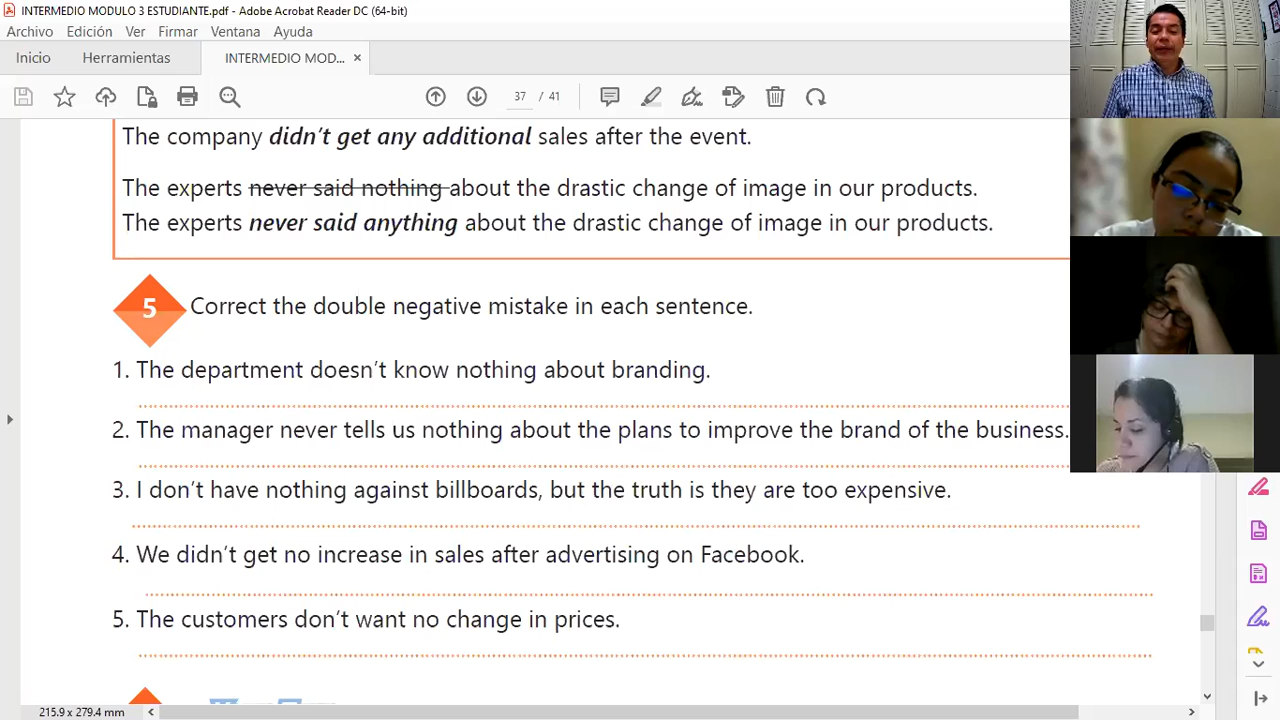 INTERMEDIO MODULO 3 ESTUDIANTE.pdf - Adobe Acrobat Reader DC (64-bit)
Archivo Edición Ver Firmar Ventana Ayuda
Inicio Herramientas INTERMEDIO MOD... ×
37 / 41
The company didn't get any additional sales after the event.
The experts never said nothing about the drastic change of image in our products.
The experts never said anything about the drastic change of image in our products.
5 Correct the double negative mistake in each sentence.
1. The department doesn't know nothing about branding.
2. The manager never tells us nothing about the plans to improve the brand of the business.
3. I don't have nothing against billboards, but the truth is they are too expensive.
4. We didn't get no increase in sales after advertising on Facebook.
5. The customers don't want no change in prices.
215.9 x 279.4 mm